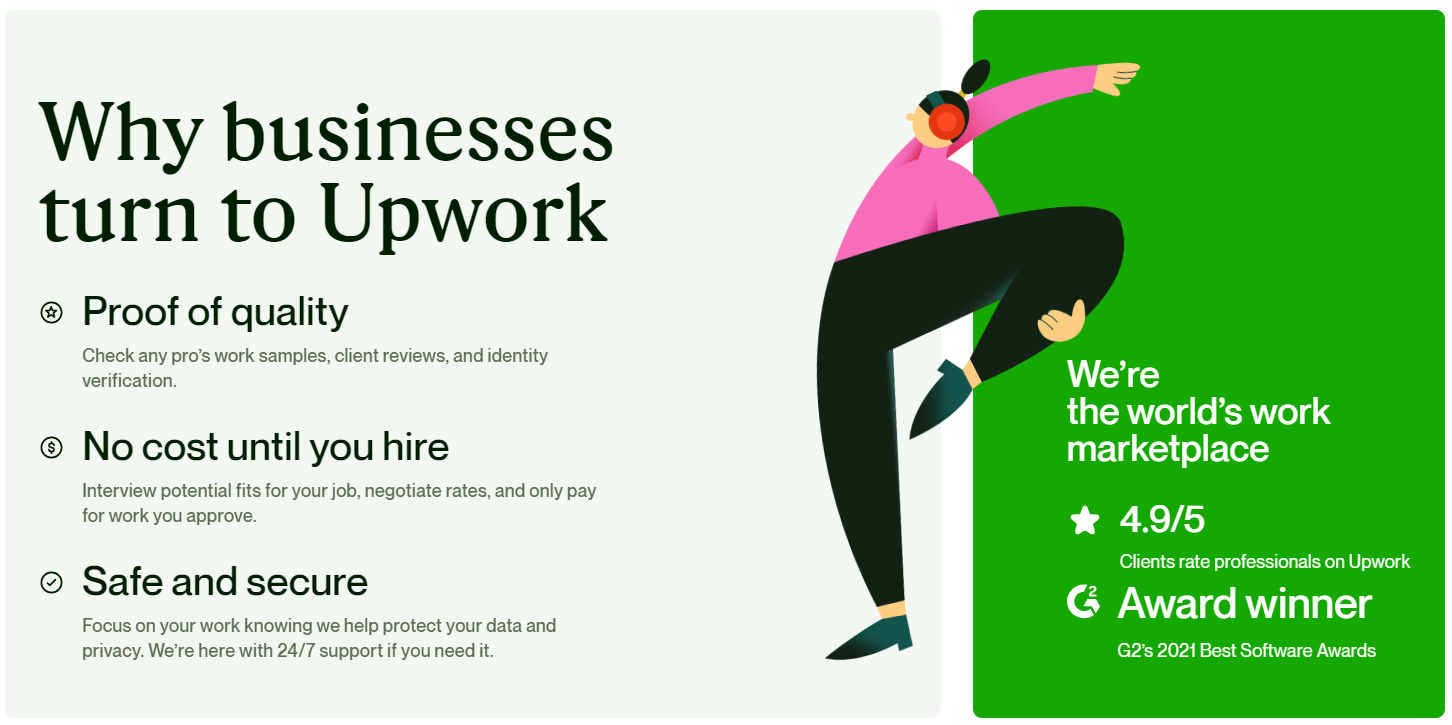 Why businesses
turn to Upwork
Proof of quality
Check any pro’s work samples, client reviews, and identity
verification.
No cost until you hire
Interview potential fits for your job, negotiate rates, and only pay
for work you approve.
Safe and secure
Focus on your work knowing we help protect your data and
privacy. We’re here with 24/7 support if you need it.
We’re
the world’s work
marketplace
4.9/5
Clients rate professionals on Upwork
G2 Award winner
G2’s 2021 Best Software Awards